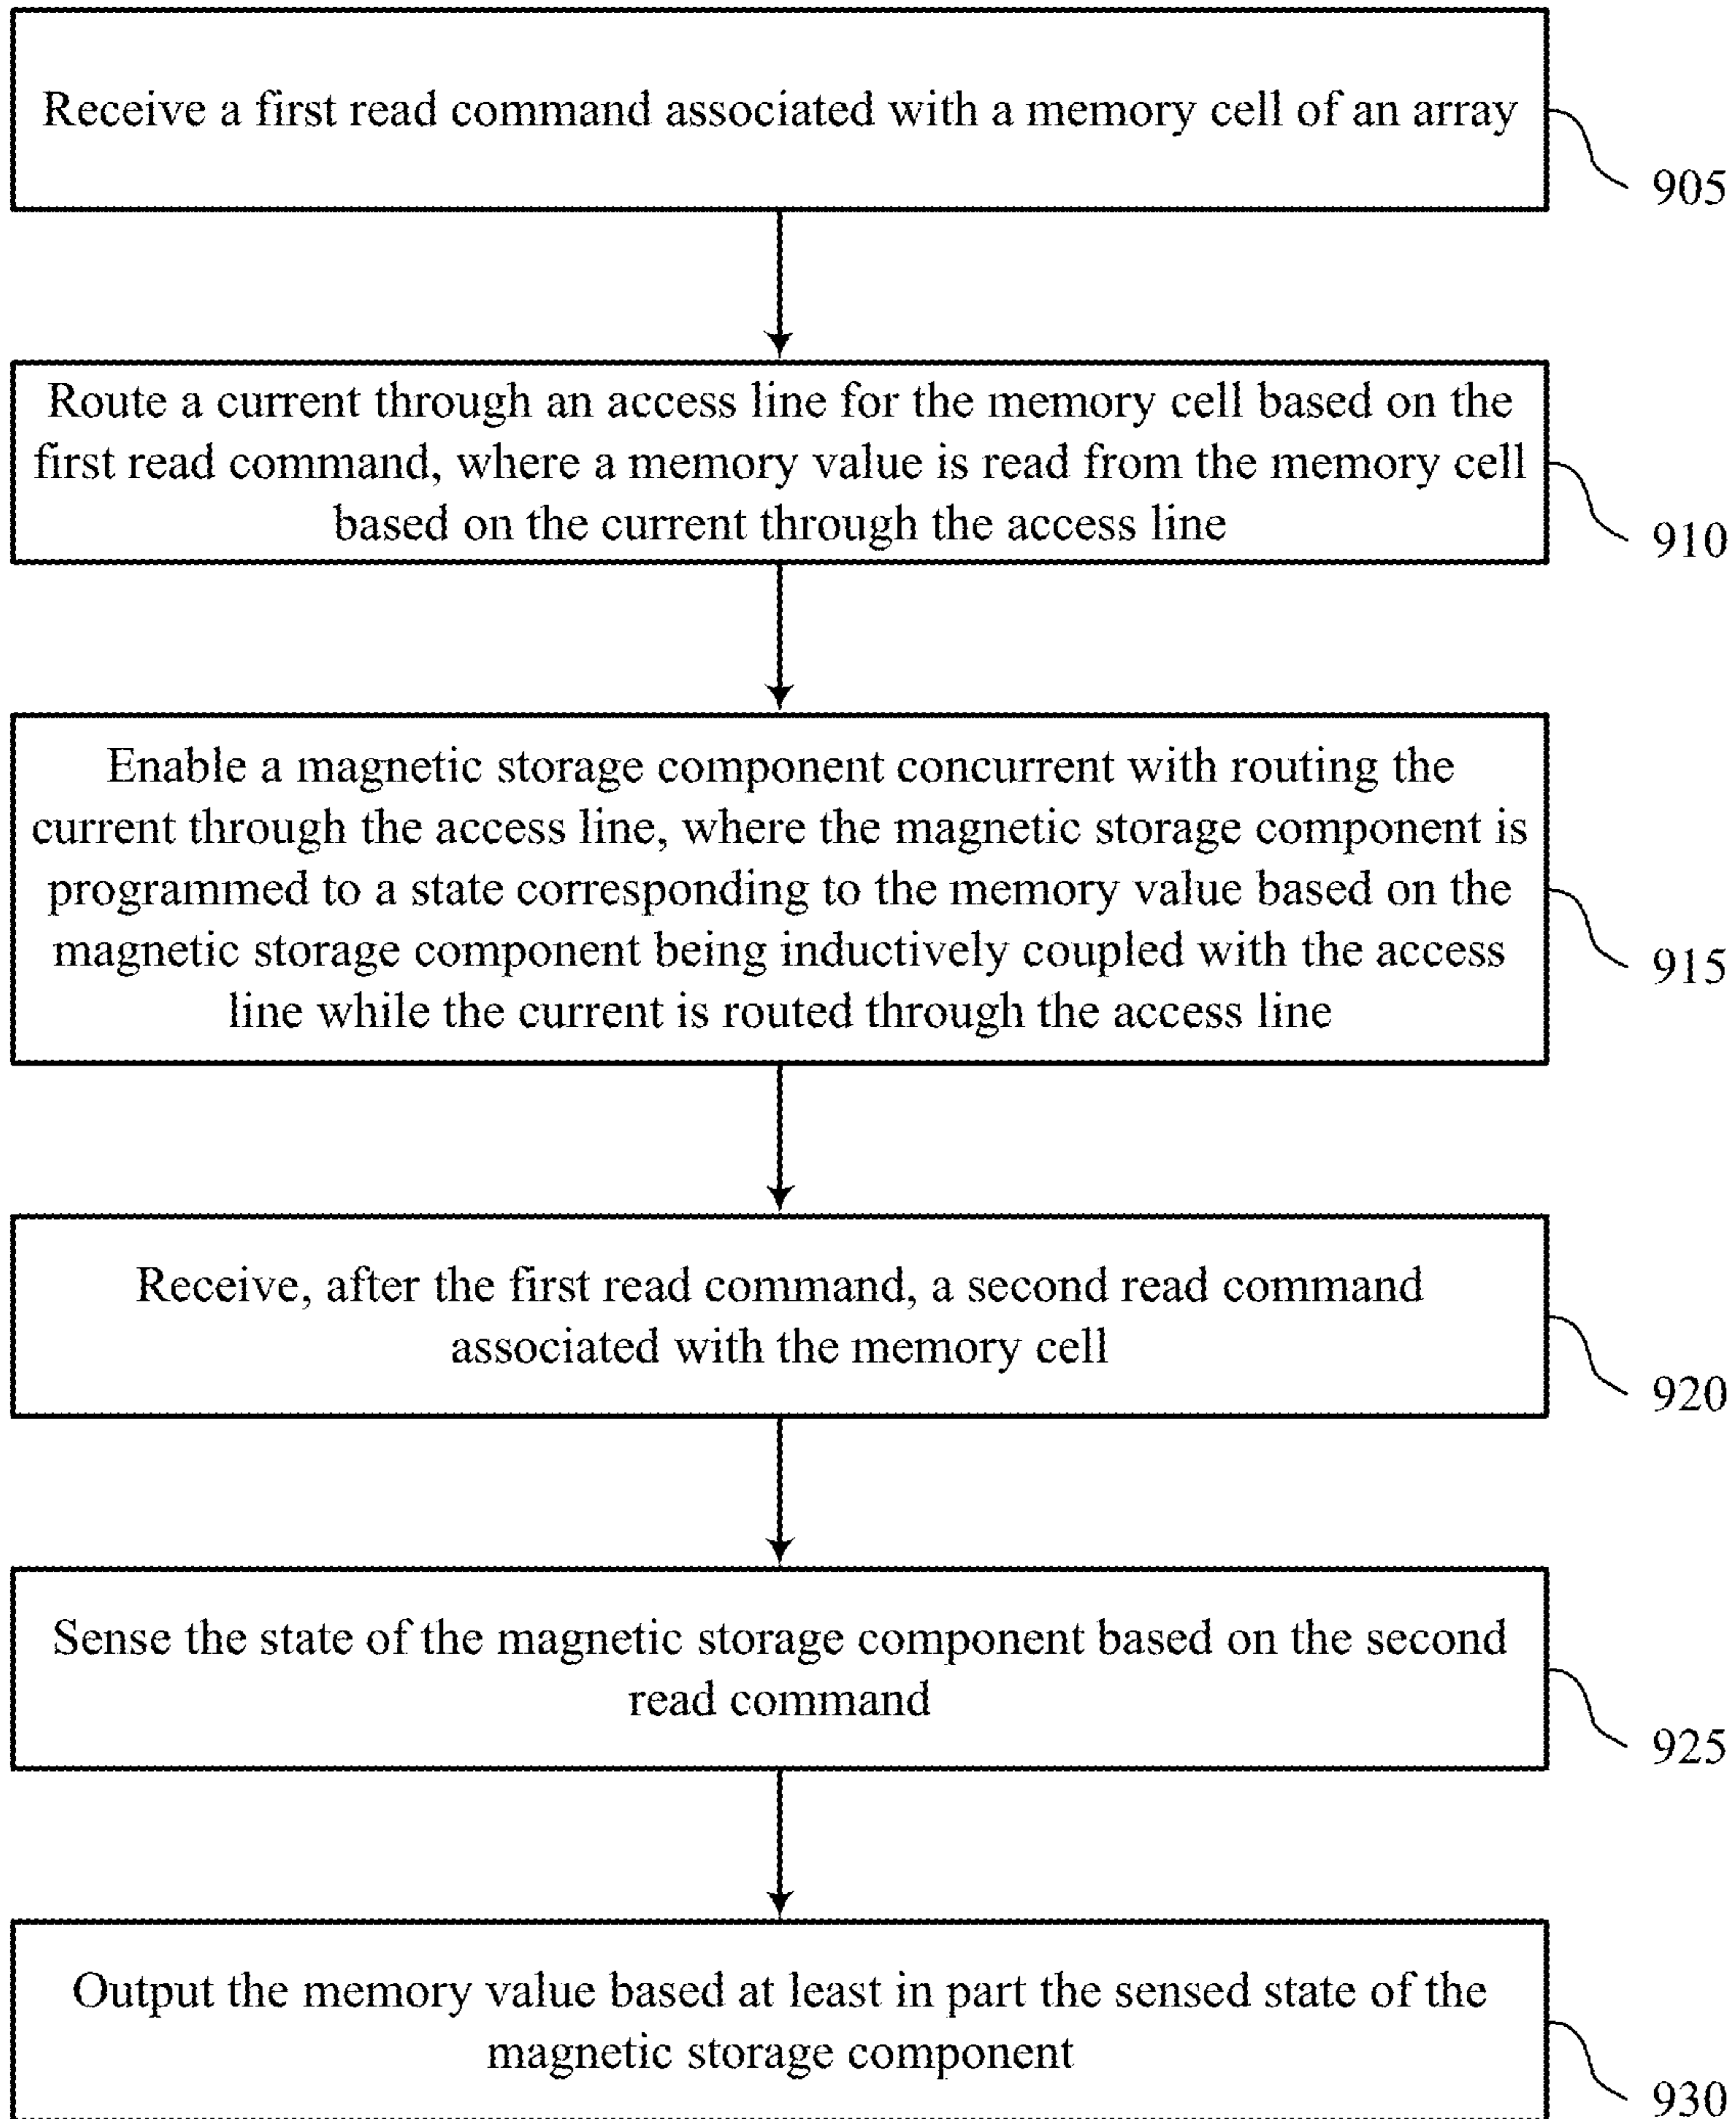 Receive a first read command associated with a memory cell of an array
905
Route a current through an access line for the memory cell based on the
first read command, where a memory value is read from the memory cell
based on the current through the access line
910
Enable a magnetic storage component concurrent with routing the
current through the access line, where the magnetic storage component is
programmed to a state corresponding to the memory value based on the
magnetic storage component being inductively coupled with the access
line while the current is routed through the access line
915
Receive, after the first read command, a second read command
associated with the memory cell
920
Sense the state of the magnetic storage component based on the second
read command
925
Output the memory value based at least in part the sensed state of the
magnetic storage component
930